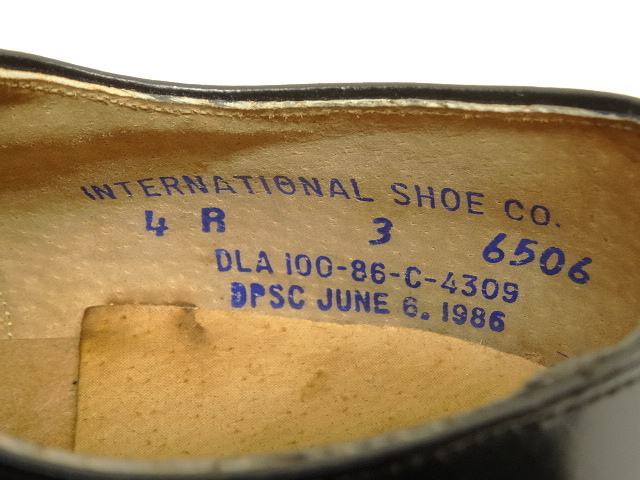 INTERNATIONAL SHOE CO.
4 R 3 6506
DLA 100-86-C-4309
DPSC JUNE 6. 1986